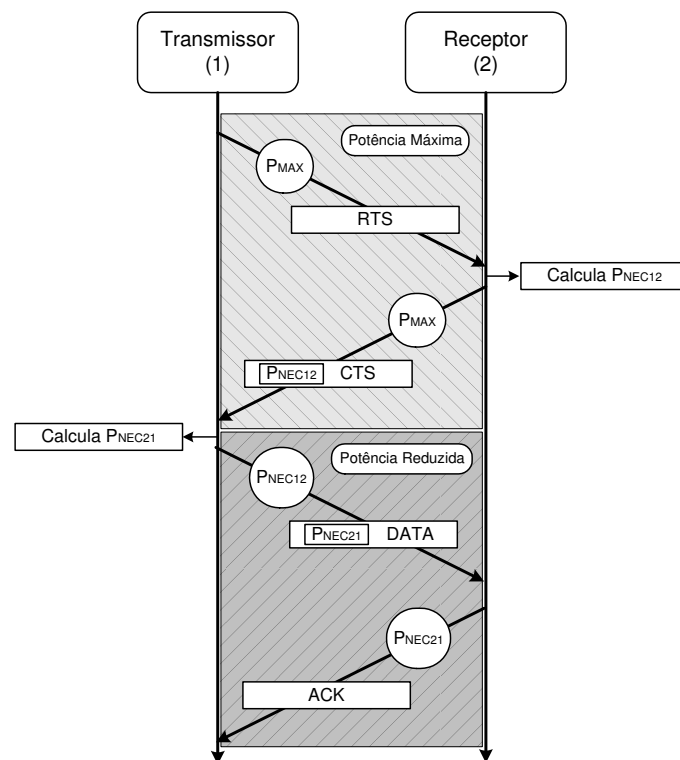 Transmissor
(1)
Receptor
(2)
Potência Máxima
PMAX
RTS
Calcula PNEC12
PMAX
PNEC12 CTS
Calcula PNEC21
Potência Reduzida
PNEC12
PNEC21 DATA
PNEC21
ACK